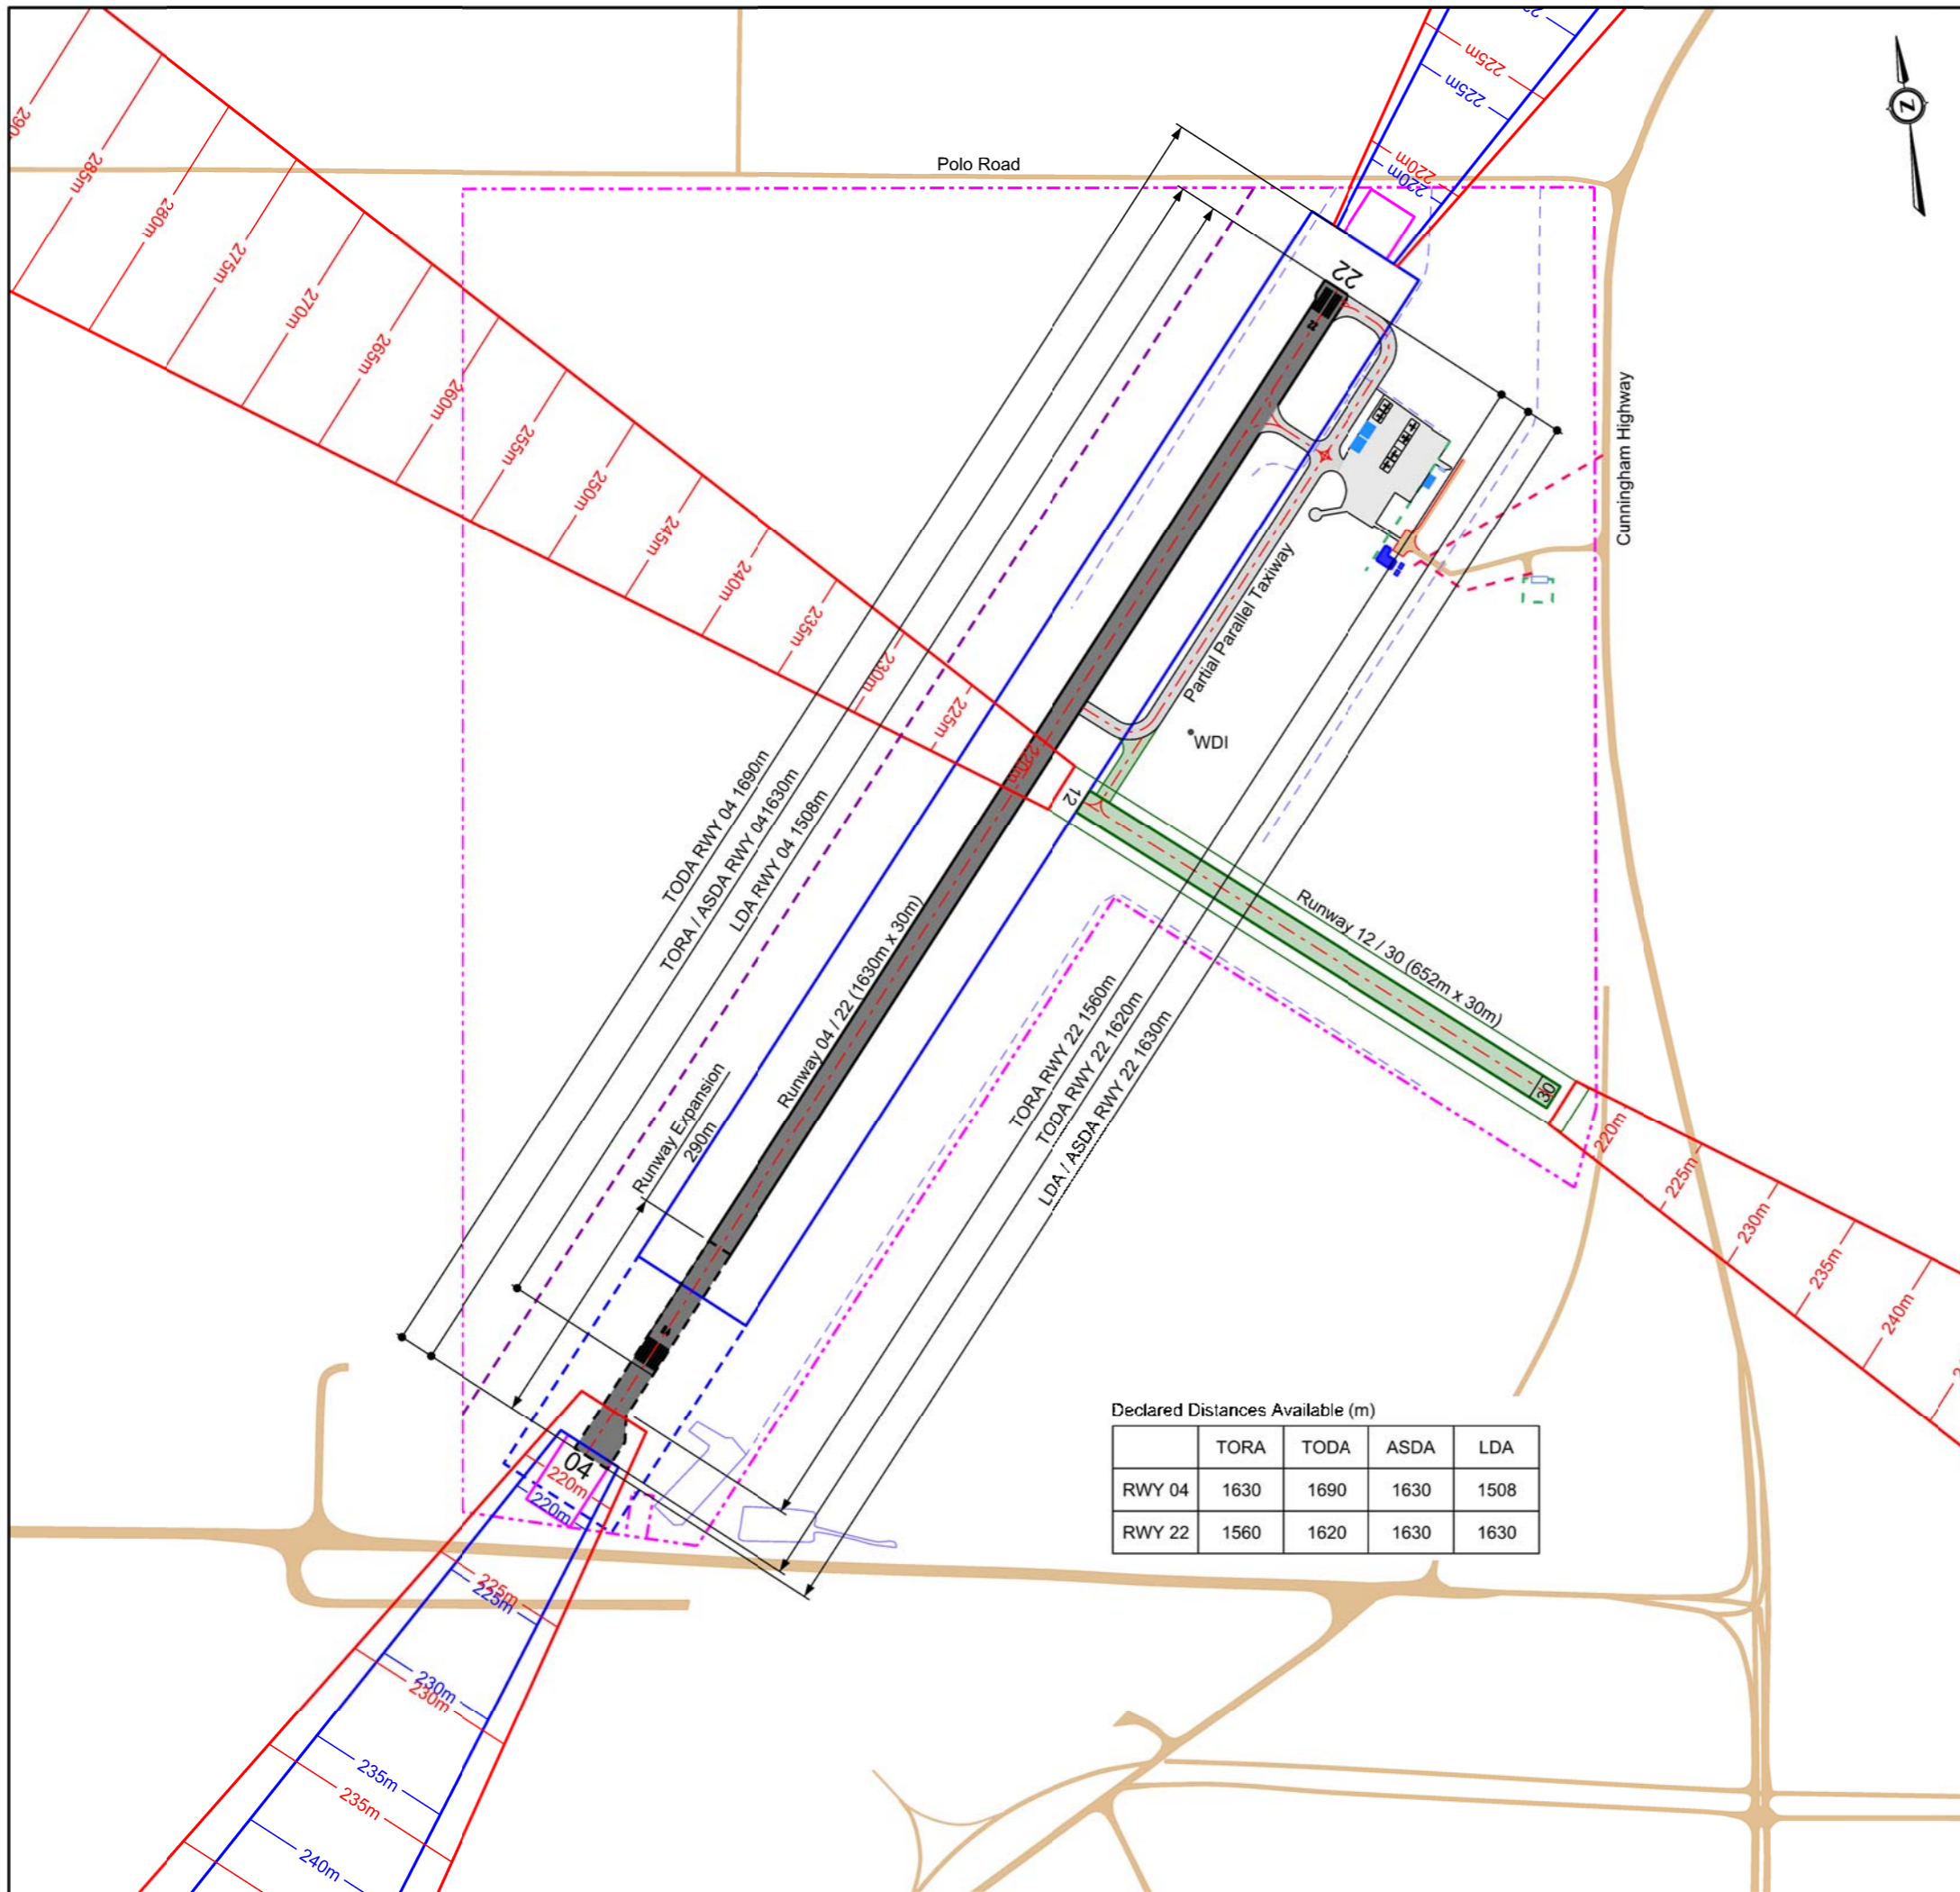 225m
225m
220m
220m
Z
Polo Road
290m
285m
280m
275m
270m
265m
260m
255m
250m
245m
240m
235m
230m
225m
220m
22
22
Cunningham Highway
Partial Parallel Taxiway
WDI
12
TODA RWY 04 1690m
TORA / ASDA RWY 04 1630m
LDA RWY 04 1508m
Runway 04 / 22 (1630m x 30m)
Runway 12 / 30 (652m x 30m)
30
TORA RWY 22 1560m
TODA RWY 22 1620m
LDA / ASDA RWY 22 1630m
Runway Expansion
290m
220m
225m
230m
235m
240m
04
220m
220m
225m
225m
230m
230m
235m
235m
240m
Declared Distances Available (m)
TORA TODA ASDA LDA
RWY 04 1630 1690 1630 1508
RWY 22 1560 1620 1630 1630